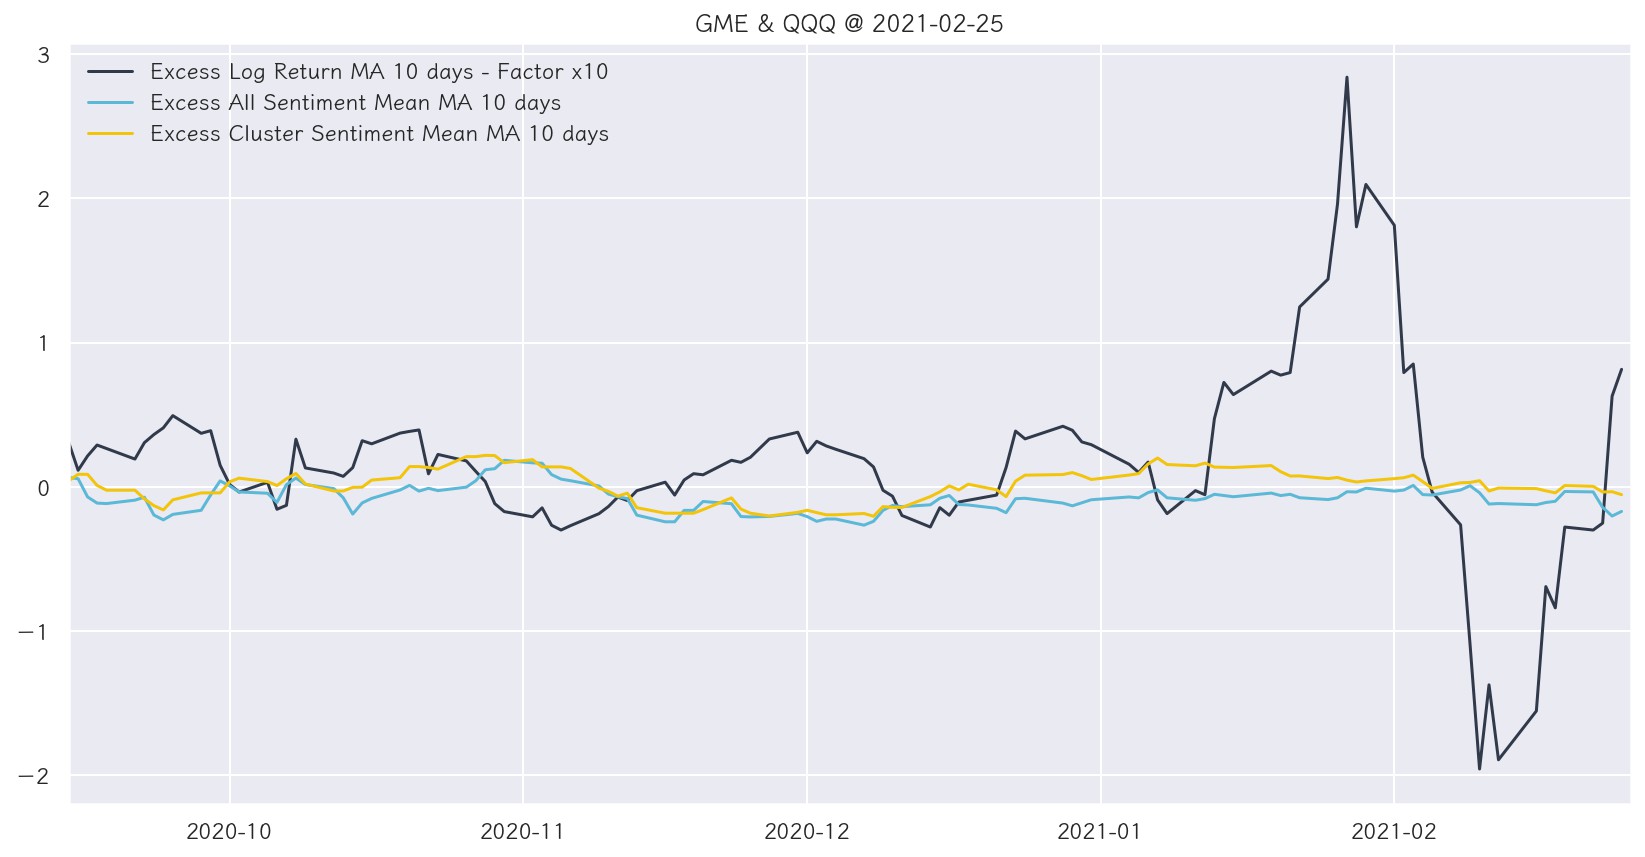 GME & QQQ @ 2021-02-25
Excess Log Return MA 10 days - Factor x10
Excess All Sentiment Mean MA 10 days
Excess Cluster Sentiment Mean MA 10 days
3
2
1
0
−1
−2
2020-10
2020-11
2020-12
2021-01
2021-02